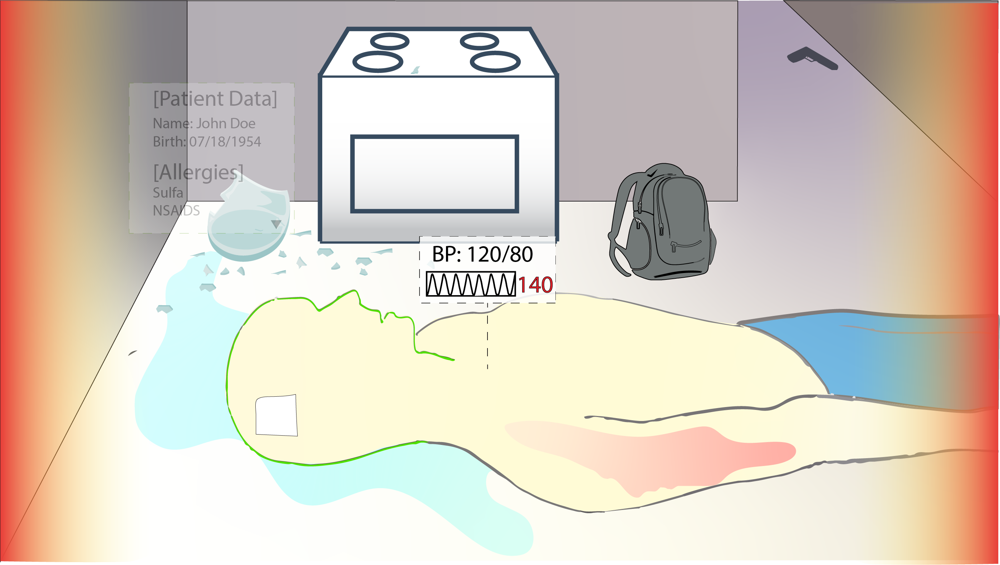 [Patient Data]
Name: John Doe
Birth: 07/18/1954
[Allergies]
Sulfa
NSAIDS
BP: 120/80
140